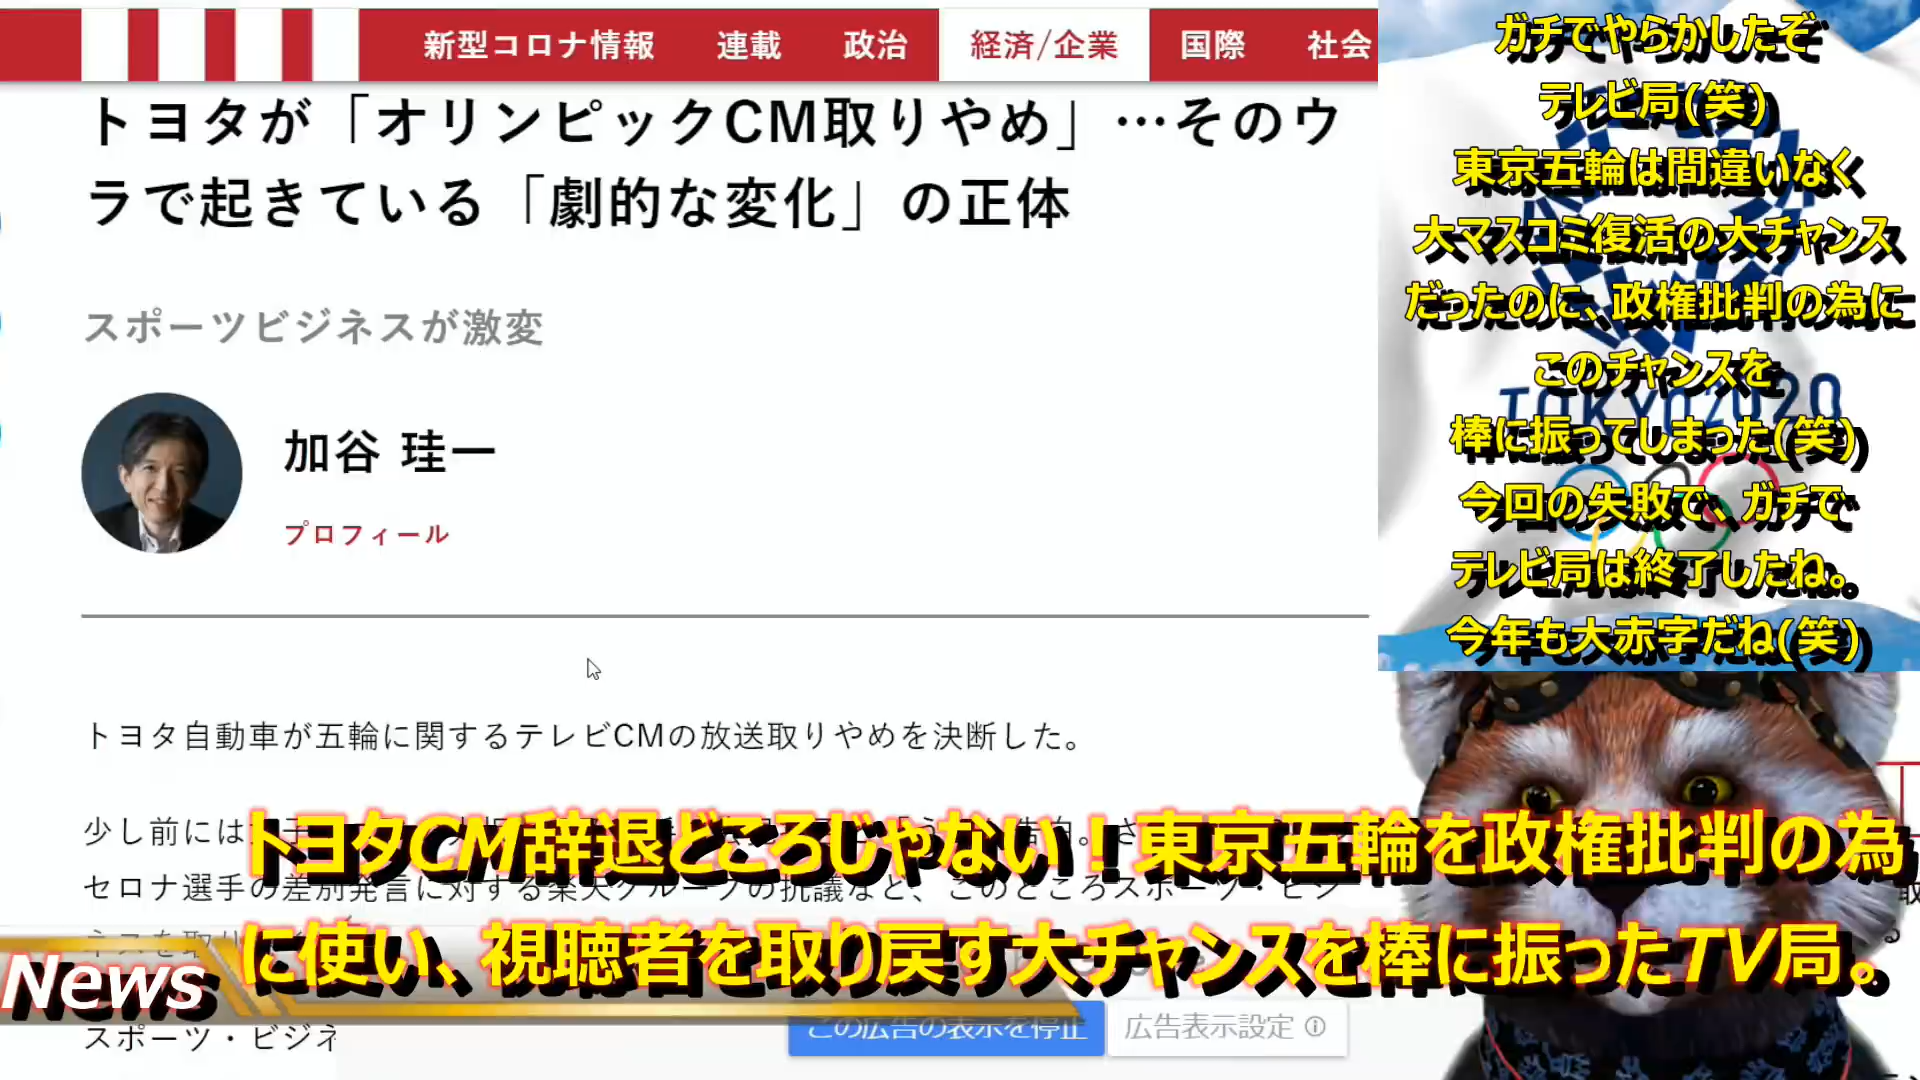 新型コロナ情報 連載 政治 経済/企業 国際 社会
トヨタが「オリンピックCM取りやめ」…そのウ
ラで起きている「劇的な変化」の正体
スポーツビジネスが激変
加谷 珪一
プロフィール
トヨタ自動車が五輪に関するテレビCMの放送取りやめを決断した。
少し前には
セロナ選手の差別発言に対する楽天グループの抗議など、このところスポーツ・ビジ
スポーツ・ビジネ
この広告の表示を停止
広告表示設定
ガチでやらかしたぞ
テレビ局(笑)
東京五輪は間違いなく
大マスコミ復活の大チャンス
だったのに、政権批判の為に
このチャンスを
棒に振ってしまった(笑)
今回の失敗で、ガチで
テレビ局は終了したね。
今年も大赤字だね(笑)
TOKYO 2020
トヨタCM辞退どころじゃない！東京五輪を政権批判の為
に使い、視聴者を取り戻す大チャンスを棒に振ったTV局。
News